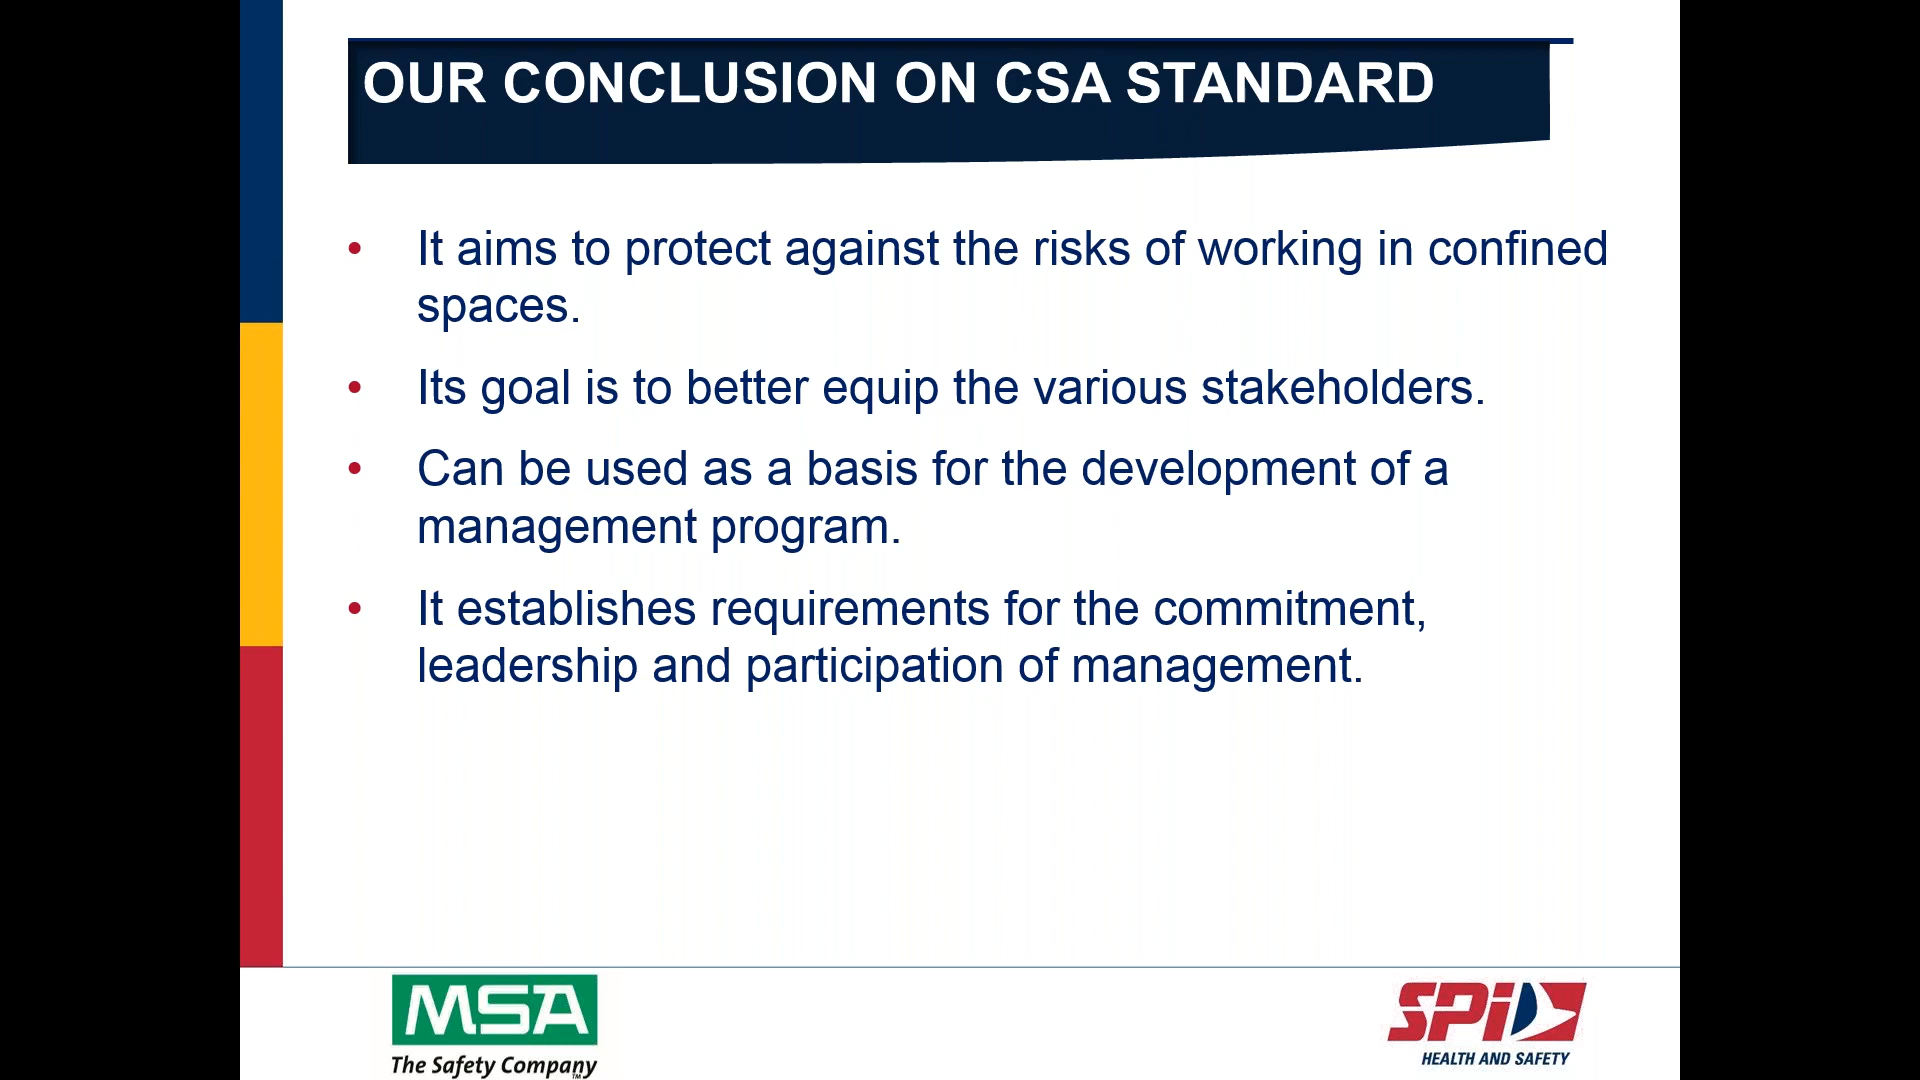 OUR CONCLUSION ON CSA STANDARD
• It aims to protect against the risks of working in confined
spaces.
• Its goal is to better equip the various stakeholders.
• Can be used as a basis for the development of a
management program.
• It establishes requirements for the commitment,
leadership and participation of management.
MSA
The Safety Company™
SPi
HEALTH AND SAFETY